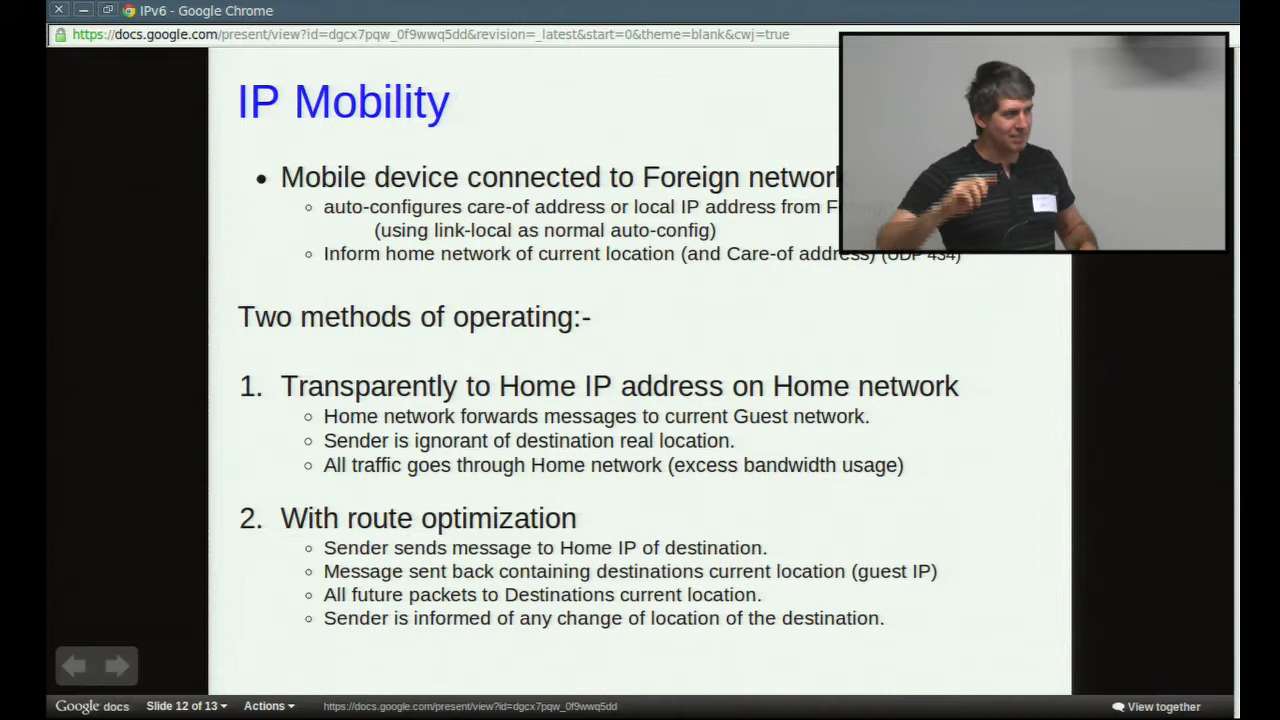 IPv6 - Google Chrome
https://docs.google.com/present/view?id=dgcx7pqw_0f9wwq5dd&revision=_latest&start=0&theme=blank&cwj=true
IP Mobility
• Mobile device connected to Foreign network
◦ auto-configures care-of address or local IP address from
(using link-local as normal auto-config)
◦ Inform home network of current location (and Care-of address) (UDP 434)
Two methods of operating:-
1. Transparently to Home IP address on Home network
◦ Home network forwards messages to current Guest network.
◦ Sender is ignorant of destination real location.
◦ All traffic goes through Home network (excess bandwidth usage)
2. With route optimization
◦ Sender sends message to Home IP of destination.
◦ Message sent back containing destinations current location (guest IP)
◦ All future packets to Destinations current location.
◦ Sender is informed of any change of location of the destination.
Google docs Slide 12 of 13 Actions https://docs.google.com/present/view?id=dgcx7pqw_0f9wwq5dd View together